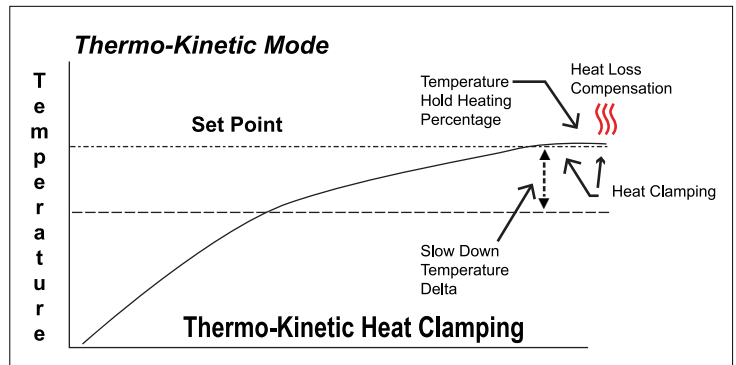 Thermo-Kinetic Mode
Temperature
Set Point
Temperature
Hold Heating
Percentage
Heat Loss
Compensation
Heat Clamping
Slow Down
Temperature
Delta
Thermo-Kinetic Heat Clamping